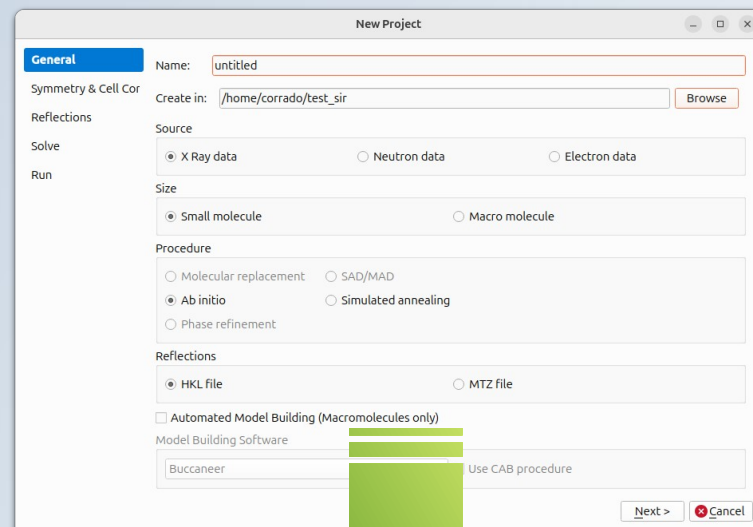 New Project
General
Symmetry & Cell Cor
Reflections
Solve
Run
Name: untitled
Create in: /home/corrado/test_sir Browse
Source
X Ray data Neutron data Electron data
Size
Small molecule Macro molecule
Procedure
Molecular replacement SAD/MAD
Ab initio Simulated annealing
Phase refinement
Reflections
HKL file MTZ file
Automated Model Building (Macromolecules only)
Model Building Software
Buccaneer Use CAB procedure
Next > Cancel